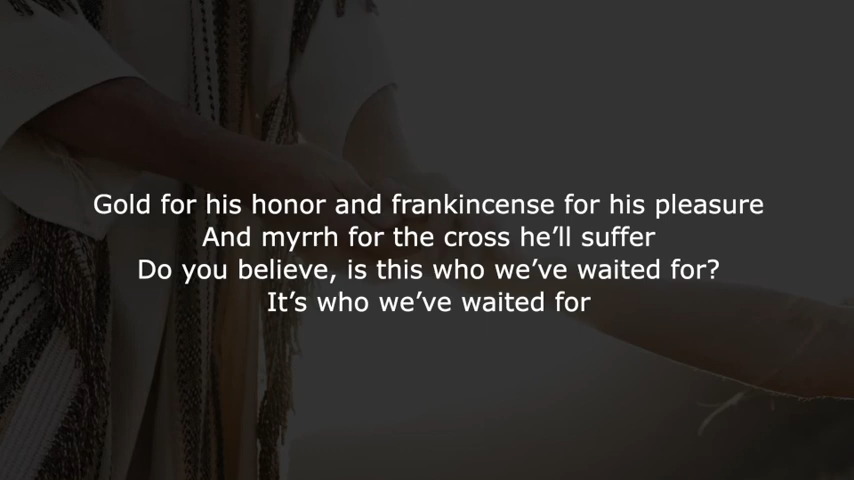 Gold for his honor and frankincense for his pleasure
And myrrh for the cross he’ll suffer
Do you believe, is this who we’ve waited for?
It’s who we’ve waited for